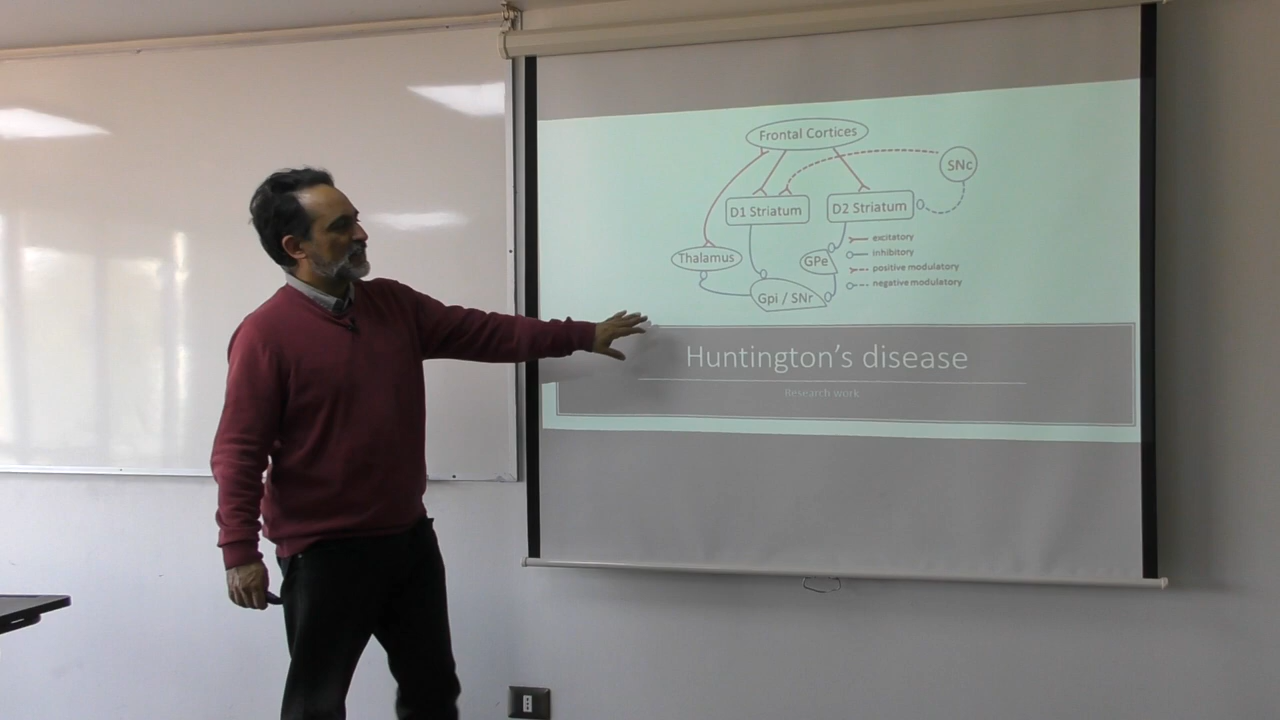 Frontal Cortices
SNc
D1 Striatum
D2 Striatum
excitatory
Thalamus
GPe
inhibitory
positive modulatory
negative modulatory
Gpi / SNr
Huntington's disease
Research work